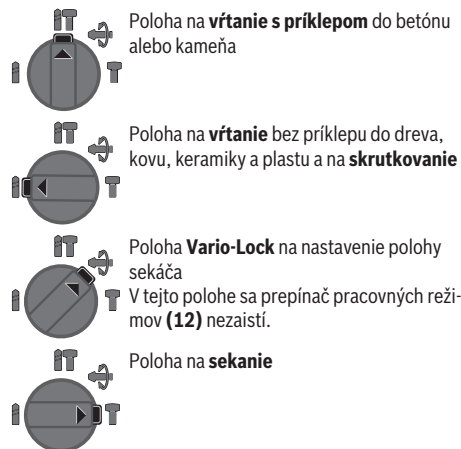 Poloha na vŕtanie s príklepom do betónu
alebo kameňa
Poloha na vŕtanie bez príklepu do dreva,
kovu, keramiky a plastu a na skrutkovanie
Poloha Vario-Lock na nastavenie polohy
sekáča
V tejto polohe sa prepínač pracovných reži-
mov (12) nezaistí.
Poloha na sekanie